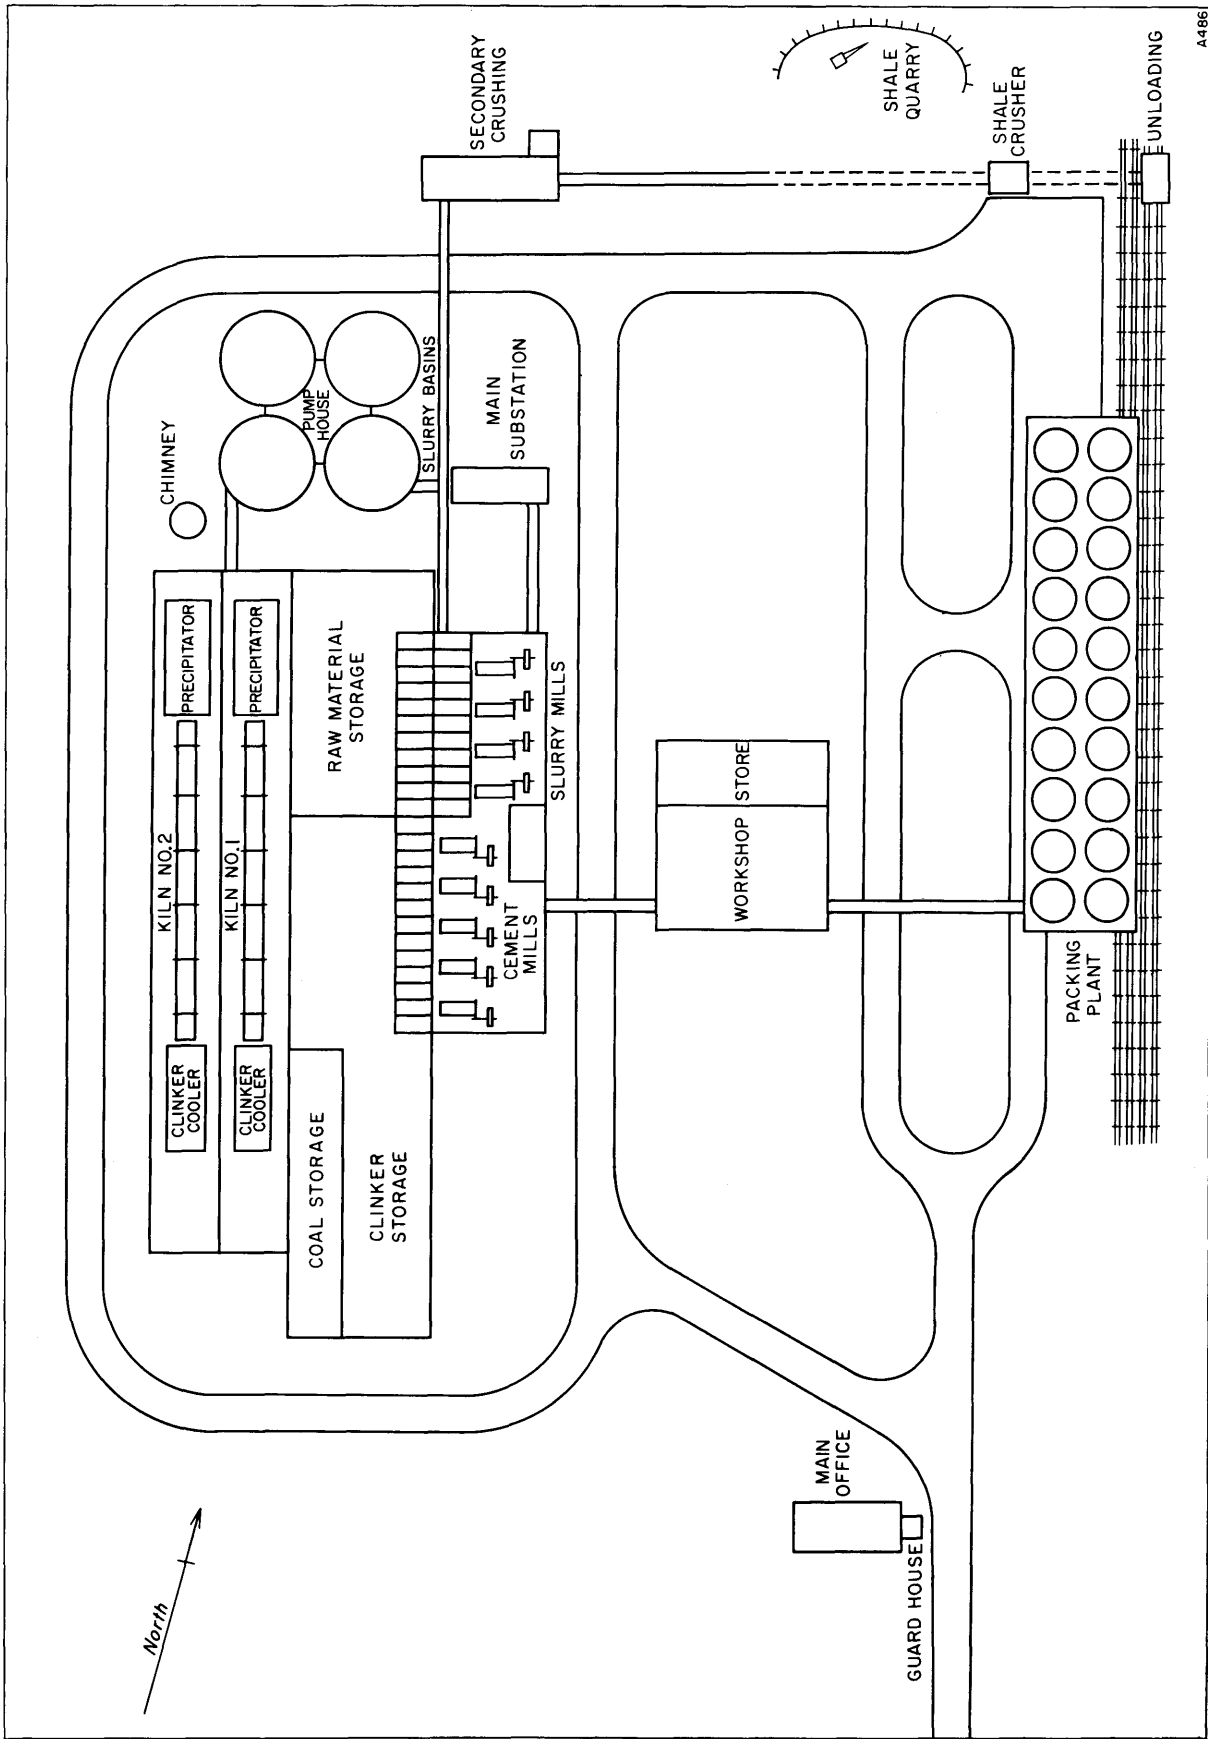 A486
SECONDARY
CRUSHING
SHALE
QUARRY
SHALE
CRUSHER
UNLOADING
CHIMNEY
PUMP
HOUSE
SLURRY BASINS
MAIN
SUBSTATION
PRECIPITATOR
PRECIPITATOR
KILN NO.2
KILN NO.1
CLINKER
COOLER
CLINKER
COOLER
RAW MATERIAL
STORAGE
COAL STORAGE
CLINKER
STORAGE
SLURRY MILLS
CEMENT
MILLS
WORKSHOP
STORE
PACKING
PLANT
MAIN
OFFICE
GUARD HOUSE
North